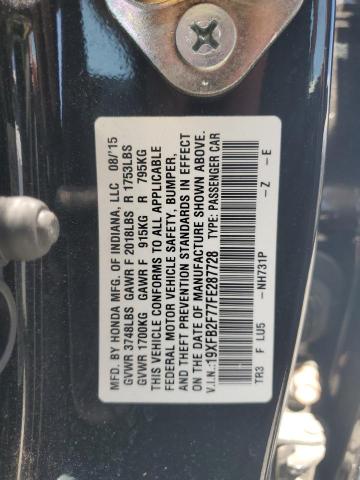 MFD. BY HONDA MFG. OF INDIANA, LLC 08/'15
GVWR 3748LBS GAWR F 2018LBS R 1753LBS
GVWR 1700KG GAWR F 915KG R 795KG
THIS VEHICLE CONFORMS TO ALL APPLICABLE
FEDERAL MOTOR VEHICLE SAFETY, BUMPER,
AND THEFT PREVENTION STANDARDS IN EFFECT
ON THE DATE OF MANUFACTURE SHOWN ABOVE.
V.I.N.:19XFB2F77FE287728 TYPE: PASSENGER CAR
TR3 F LU5 -NH731P -Z -E